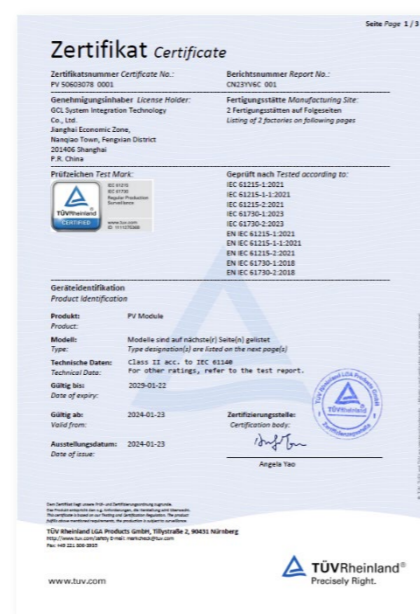 Seite Page 1 / 3
Zertifikat Certificate
Zertifikatsnummer Certificate No.:
PV 50603078 0001
Berichtsnummer Report No.:
CN23YV6C 001
Genehmigungsinhaber License Holder:
GCL System Integration Technology
Co., Ltd.
Jianghai Economic Zone,
Nanqiao Town, Fengxian District
201406 Shanghai
P.R. China
Fertigungsstätte Manufacturing Site:
2 Fertigungsstätten auf Folgeseiten
Listing of 2 factories on following pages
Prüfzeichen Test Mark:
TÜVRheinland
CERTIFIED
IEC 61215
IEC 61730
Regular Production
Surveillance
www.tuv.com
Geprüft nach Tested according to:
IEC 61215-1:2021
IEC 61215-1-1:2021
IEC 61215-2:2021
IEC 61730-1:2023
IEC 61730-2:2023
EN IEC 61215-1:2021
EN IEC 61215-1-1:2021
EN IEC 61215-2:2021
EN IEC 61730-1:2018
EN IEC 61730-2:2018
Geräteidentifikation
Product Identification
Produkt: PV Module
Product:
Modell: Modelle sind auf nächste(r) Seite(n) gelistet
Type: Type designation(s) are listed on the next page(s)
Technische Daten: Class II acc. to IEC 61140
Technical Data: For other ratings, refer to the test report.
Gültig bis: 2029-01-22
Date of expiry:
Gültig ab: 2024-01-23
Valid from:
Zertifizierungsstelle:
Certification body:
Ausstellungsdatum: 2024-01-23
Date of issue:
Angela Yao
TÜVRheinland
TÜV Rheinland LGA Products GmbH, Tillystraße 2, 90431 Nürnberg
www.tuv.com
TÜVRheinland®
Precisely Right.